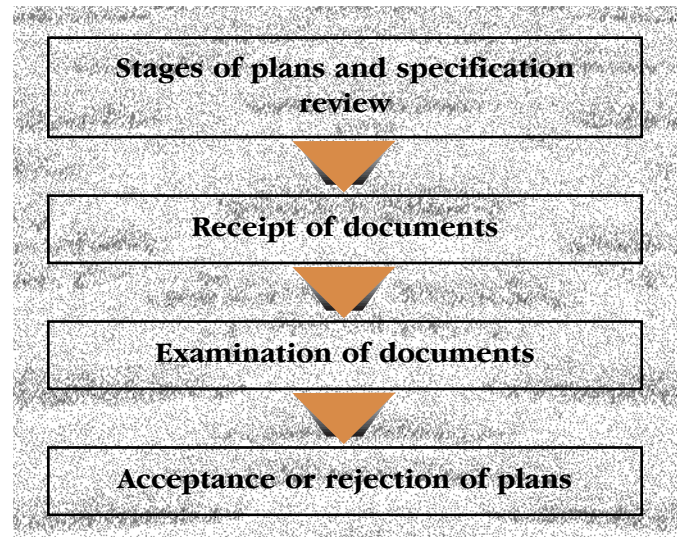 Stages of plans and specification
review
Receipt of documents
Examination of documents
Acceptance or rejection of plans